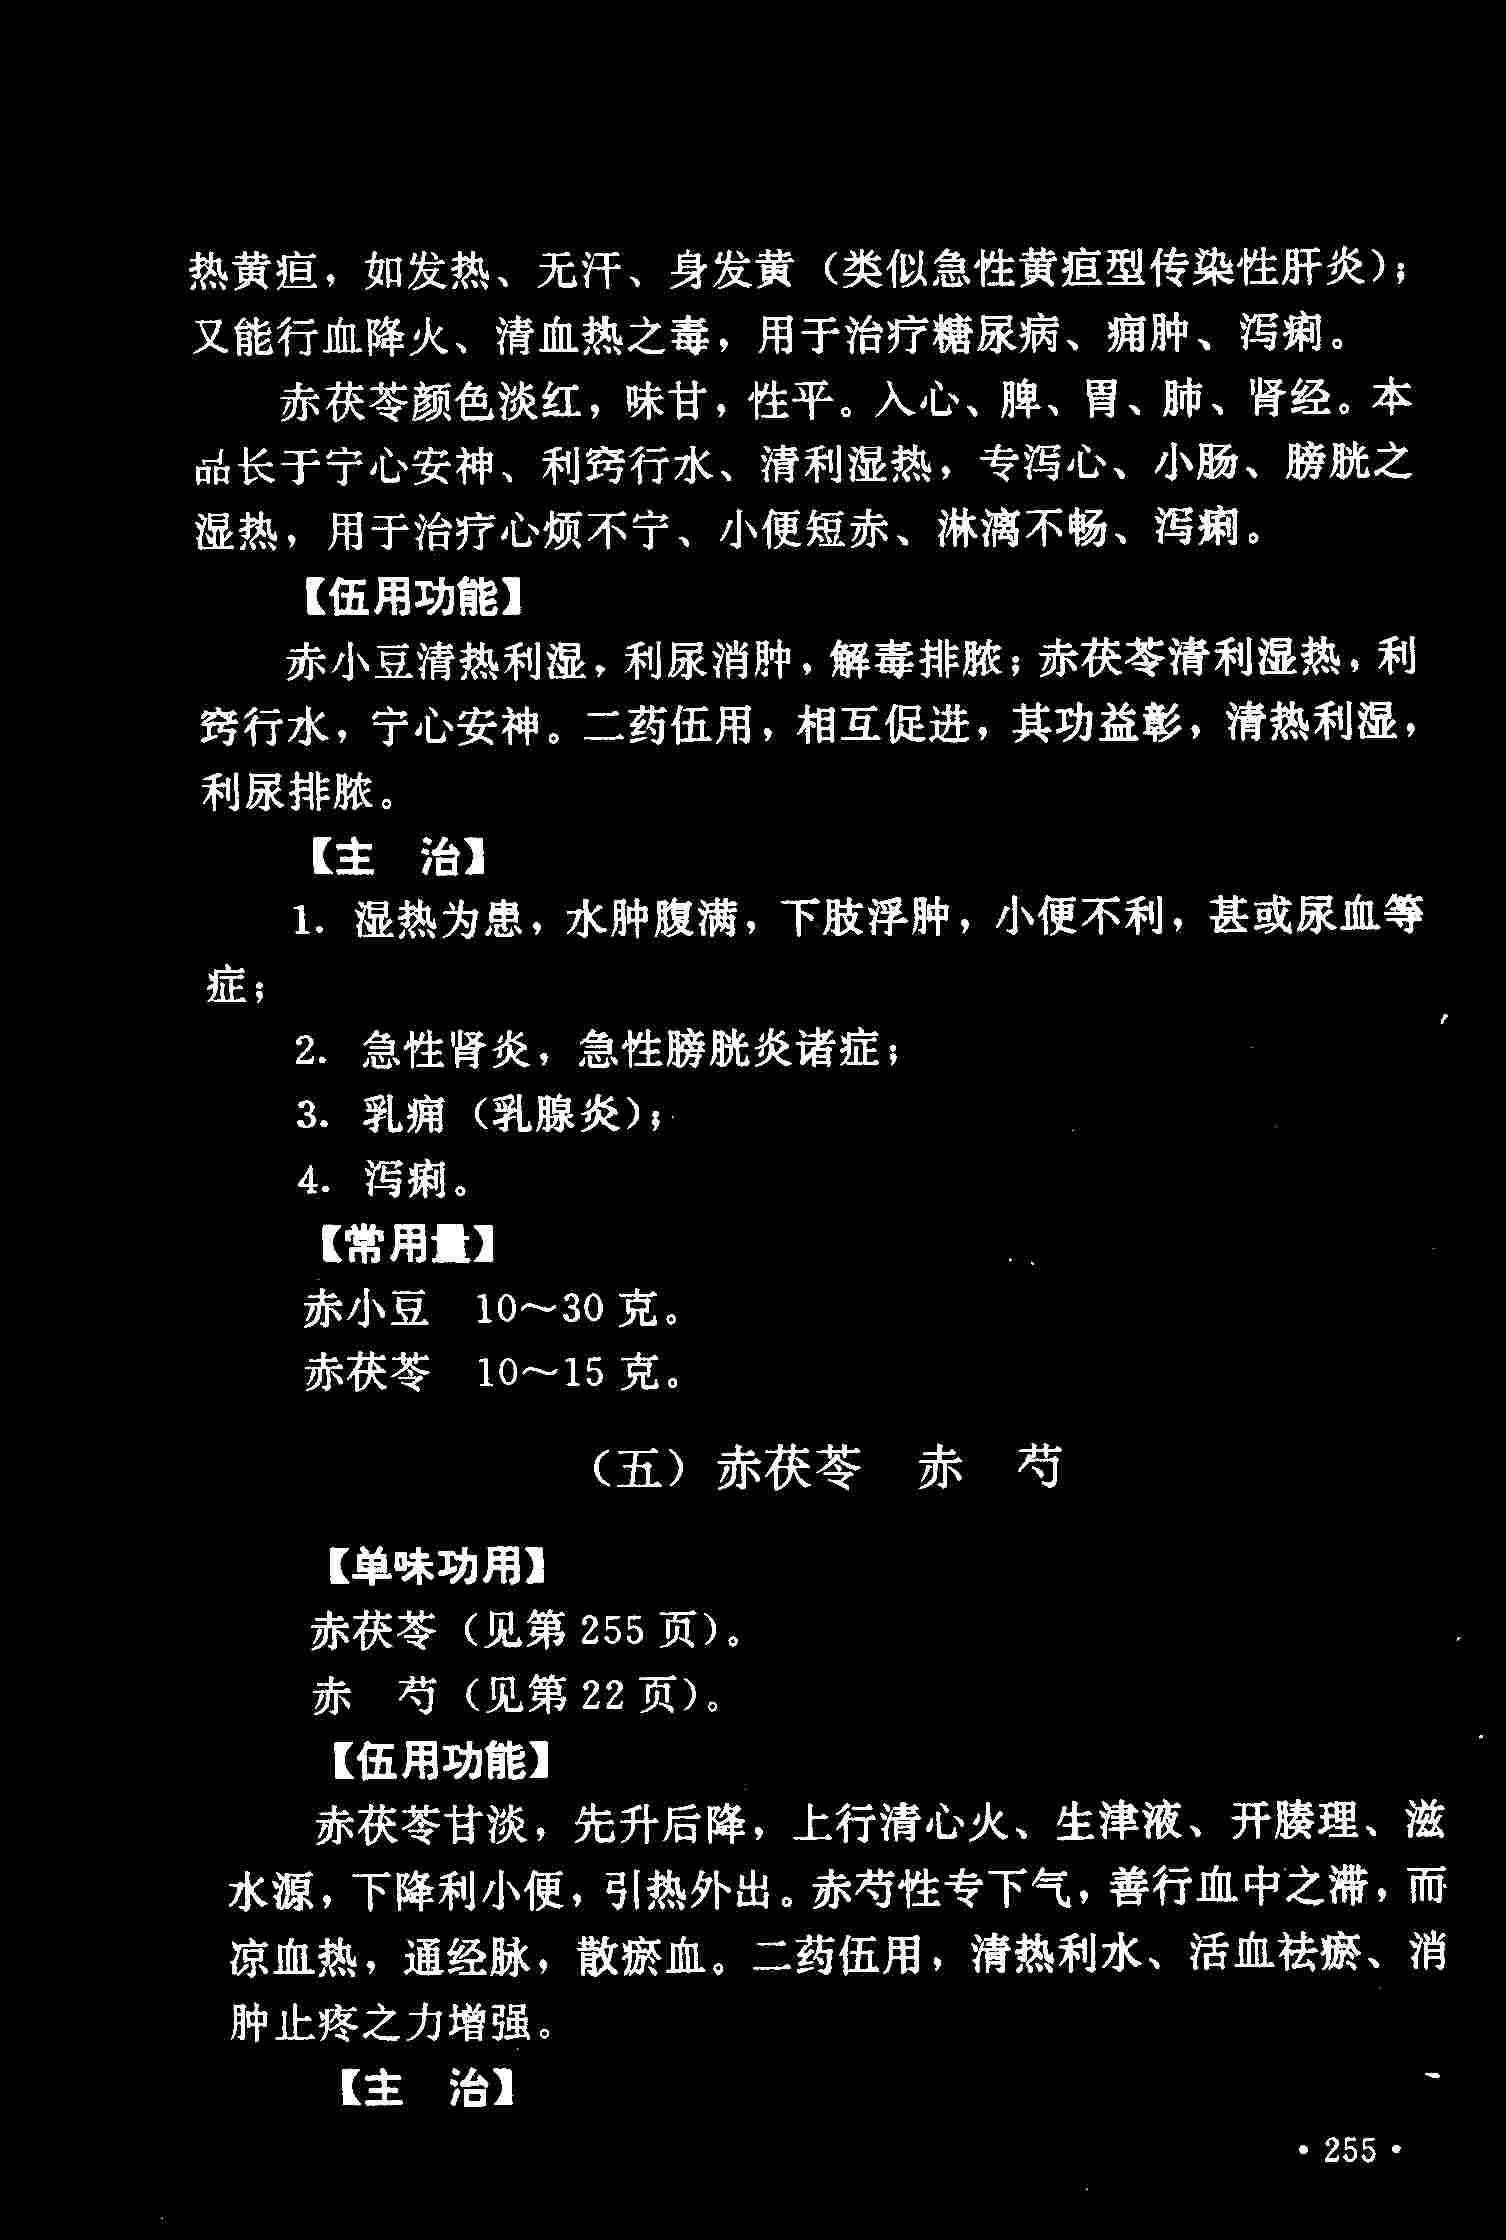 热黄疸，如发热、无汗、身发黄（类似急性黄疸型传染性肝炎）；
又能行血降火、清血热之毒，用于治疗糖尿病、痈肿、泻痢。
赤茯苓颜色淡红，味甘，性平。入心、脾、胃、肺、肾经。本
品长于宁心安神、利窍行水、清利湿热，专泻心、小肠、膀胱之
湿热，用于治疗心烦不宁、小便短赤、淋漓不畅、泻痢。
【伍用功能】
赤小豆清热利湿，利尿消肿，解毒排脓；赤茯苓清利湿热，利
窍行水，宁心安神。二药伍用，相互促进，其功益彰，清热利湿，
利尿排脓。
【主　治】
1. 湿热为患，水肿腹满，下肢浮肿，小便不利，甚或尿血等
症；
2. 急性肾炎，急性膀胱炎诸症；
3. 乳痈（乳腺炎）；
4. 泻痢。
【常用量】
赤小豆　10～30 克。
赤茯苓　10～15 克。
（五）赤茯苓　赤　芍
【单味功用】
赤茯苓（见第 255 页）。
赤　芍（见第 22 页）。
【伍用功能】
赤茯苓甘淡，先升后降，上行清心火、生津液、开腠理、滋
水源，下降利小便，引热外出。赤芍性专下气，善行血中之滞，而
凉血热，通经脉，散瘀血。二药伍用，清热利水、活血祛瘀、消
肿止疼之力增强。
【主　治】
·255·